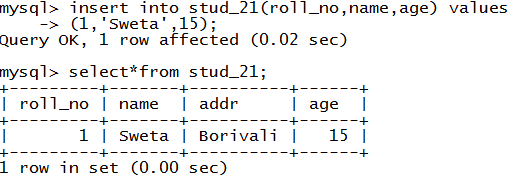 mysql> insert into stud_21(roll_no,name,age) values
    -> (1,'Sweta',15);
Query OK, 1 row affected (0.02 sec)

mysql> select*from stud_21;
+---------+-------+----------+------+
| roll_no | name  | addr     | age  |
+---------+-------+----------+------+
|       1 | Sweta | Borivali |   15 |
+---------+-------+----------+------+
1 row in set (0.00 sec)